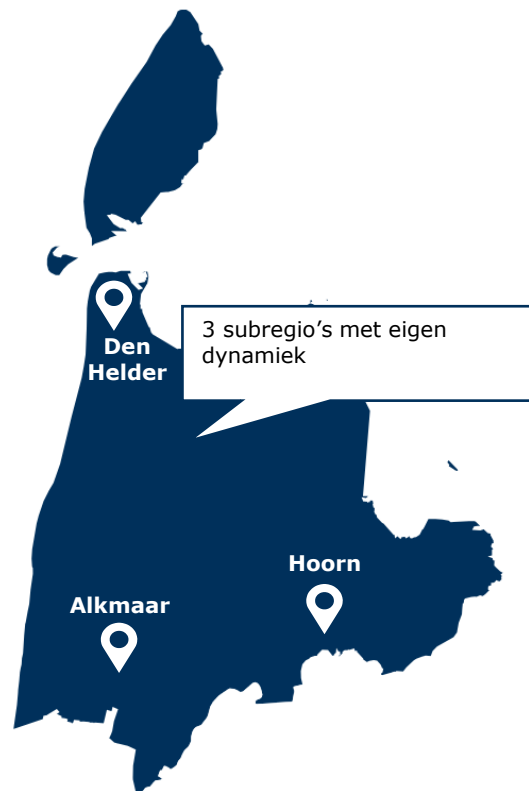 3 subregio’s met eigen
dynamiek
Den
Helder
Hoorn
Alkmaar